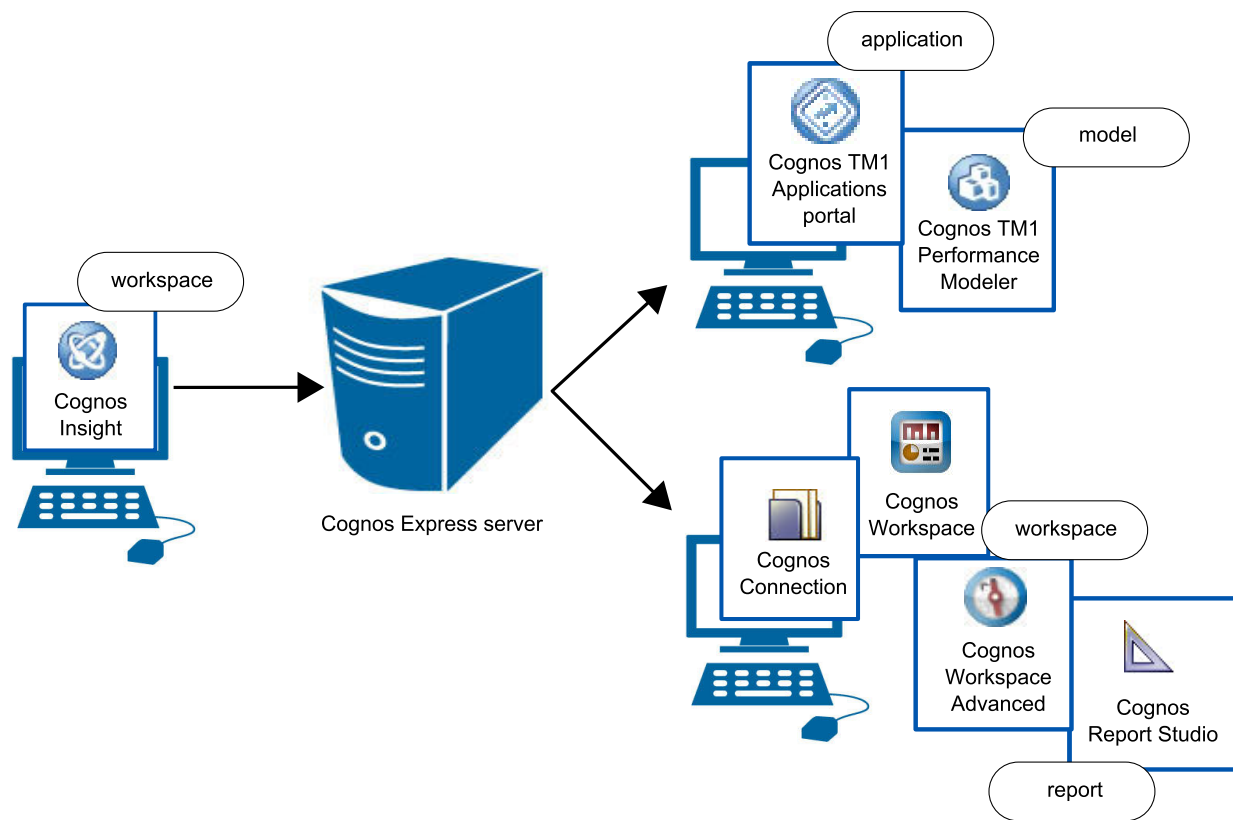 workspace
Cognos
Insight
Cognos Express server
application
Cognos TM1
Applications
portal
model
Cognos TM1
Performance
Modeler
Cognos
Workspace
Cognos
Connection
workspace
Cognos
Workspace
Advanced
Cognos
Report Studio
report